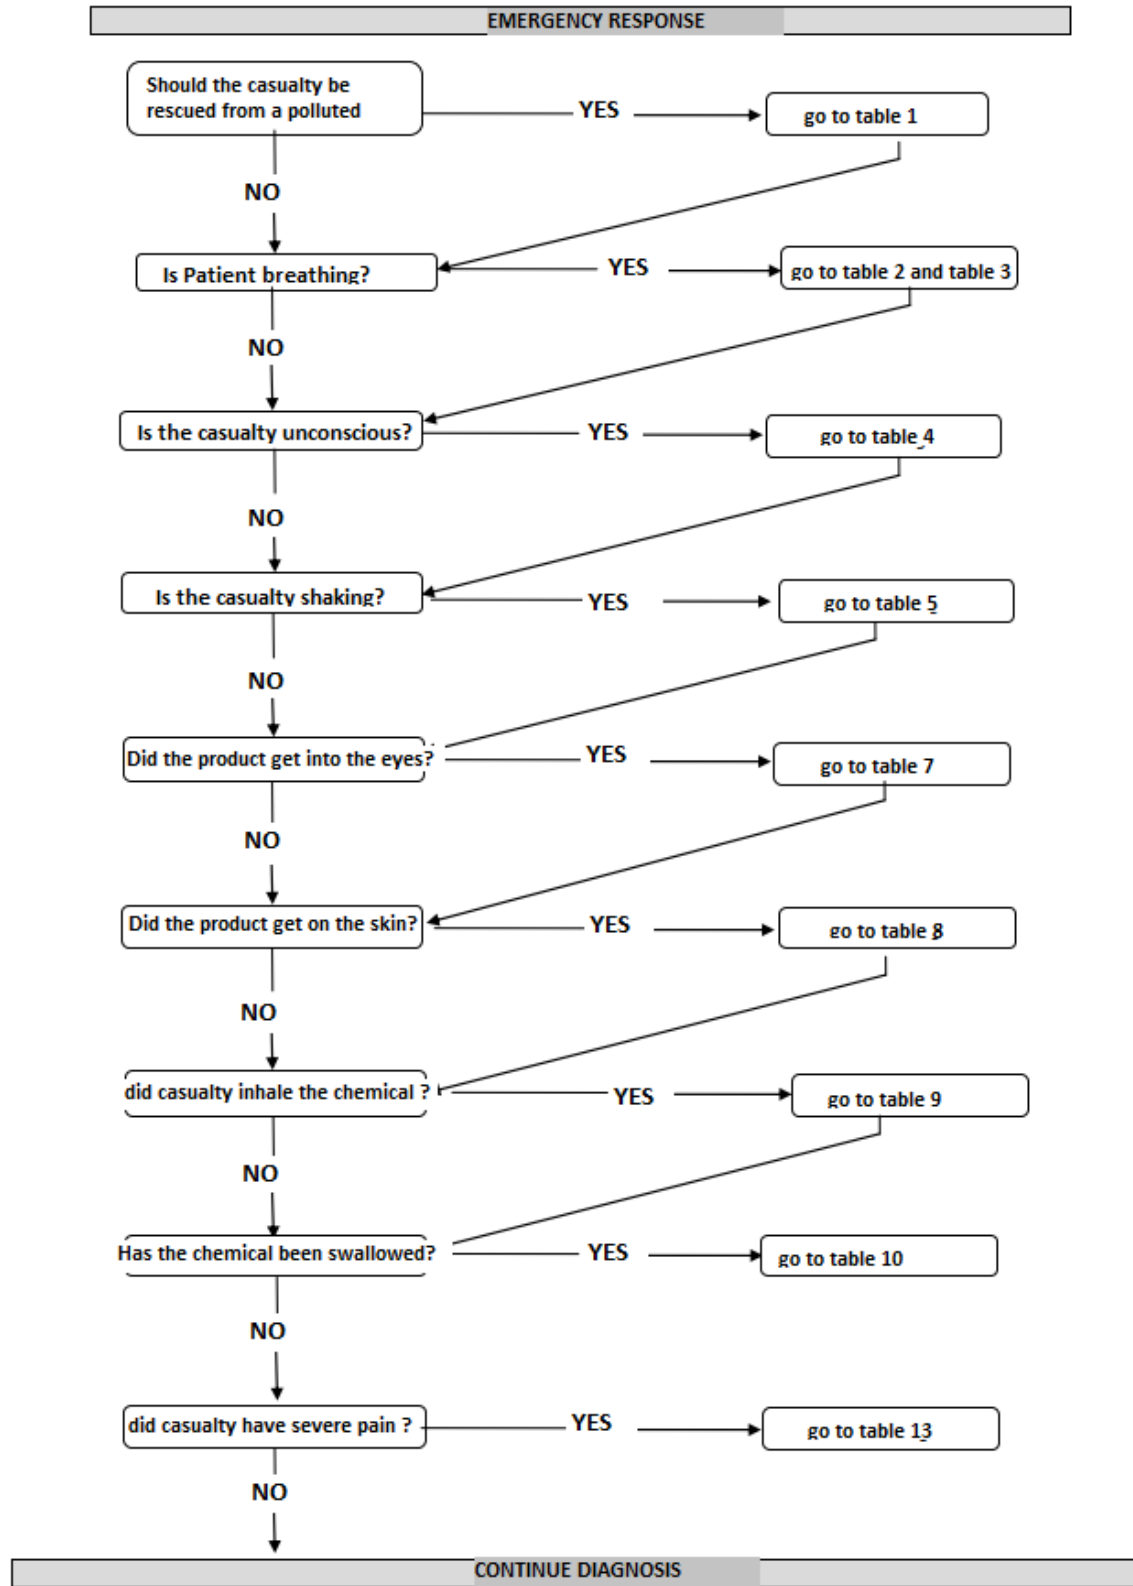 EMERGENCY RESPONSE
Should the casualty be
rescued from a polluted
YES
go to table 1
NO
Is Patient breathing?
YES
go to table 2 and table 3
NO
Is the casualty unconscious?
YES
go to table 4
NO
Is the casualty shaking?
YES
go to table 5
NO
Did the product get into the eyes?
YES
go to table 7
NO
Did the product get on the skin?
YES
go to table 8
NO
did casualty inhale the chemical ?
YES
go to table 9
NO
Has the chemical been swallowed?
YES
go to table 10
NO
did casualty have severe pain ?
YES
go to table 13
NO
CONTINUE DIAGNOSIS